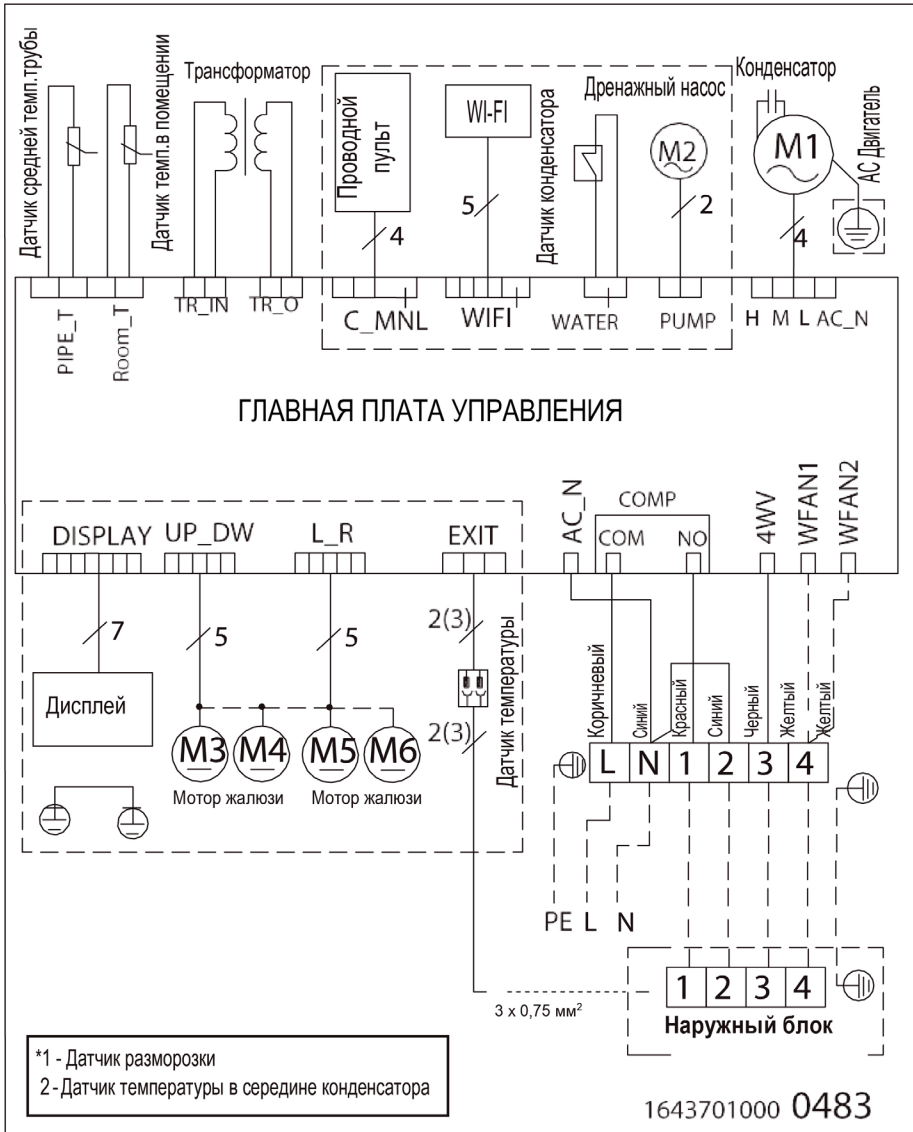 Датчик средней темп.трубы
Датчик темп.в помещении
Трансформатор
Проводной
пульт
WI-FI
Датчик конденсатора
Дренажный насос
M2
Конденсатор
M1
АС Двигатель
4
5
2
4
PIPE_T
Room_T
TR_IN
TR_O
C_MNL
WIFI
WATER
PUMP
H M L AC_N
ГЛАВНАЯ ПЛАТА УПРАВЛЕНИЯ
DISPLAY
UP_DW
L_R
EXIT
AC_N
COMP
COM
NO
4WV
WFAN1
WFAN2
7
5
5
2(3)
2(3)
Датчик температуры
Дисплей
M3
M4
M5
M6
Мотор жалюзи
Мотор жалюзи
Коричневый
Синий
Красный
Синий
Черный
Желтый
Желтый
L N 1 2 3 4
PE L N
1 2 3 4
Наружный блок
3 x 0,75 мм²
*1 - Датчик разморозки
2 - Датчик температуры в середине конденсатора
1643701000 0483